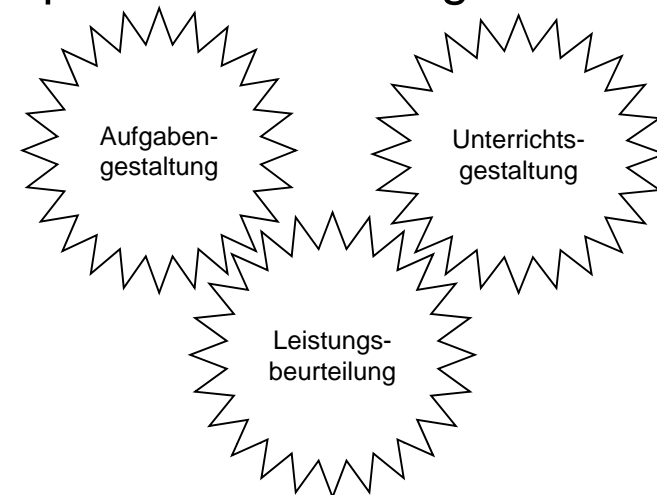 Aufgaben-
gestaltung
Unterrichts-
gestaltung
Leistungs-
beurteilung